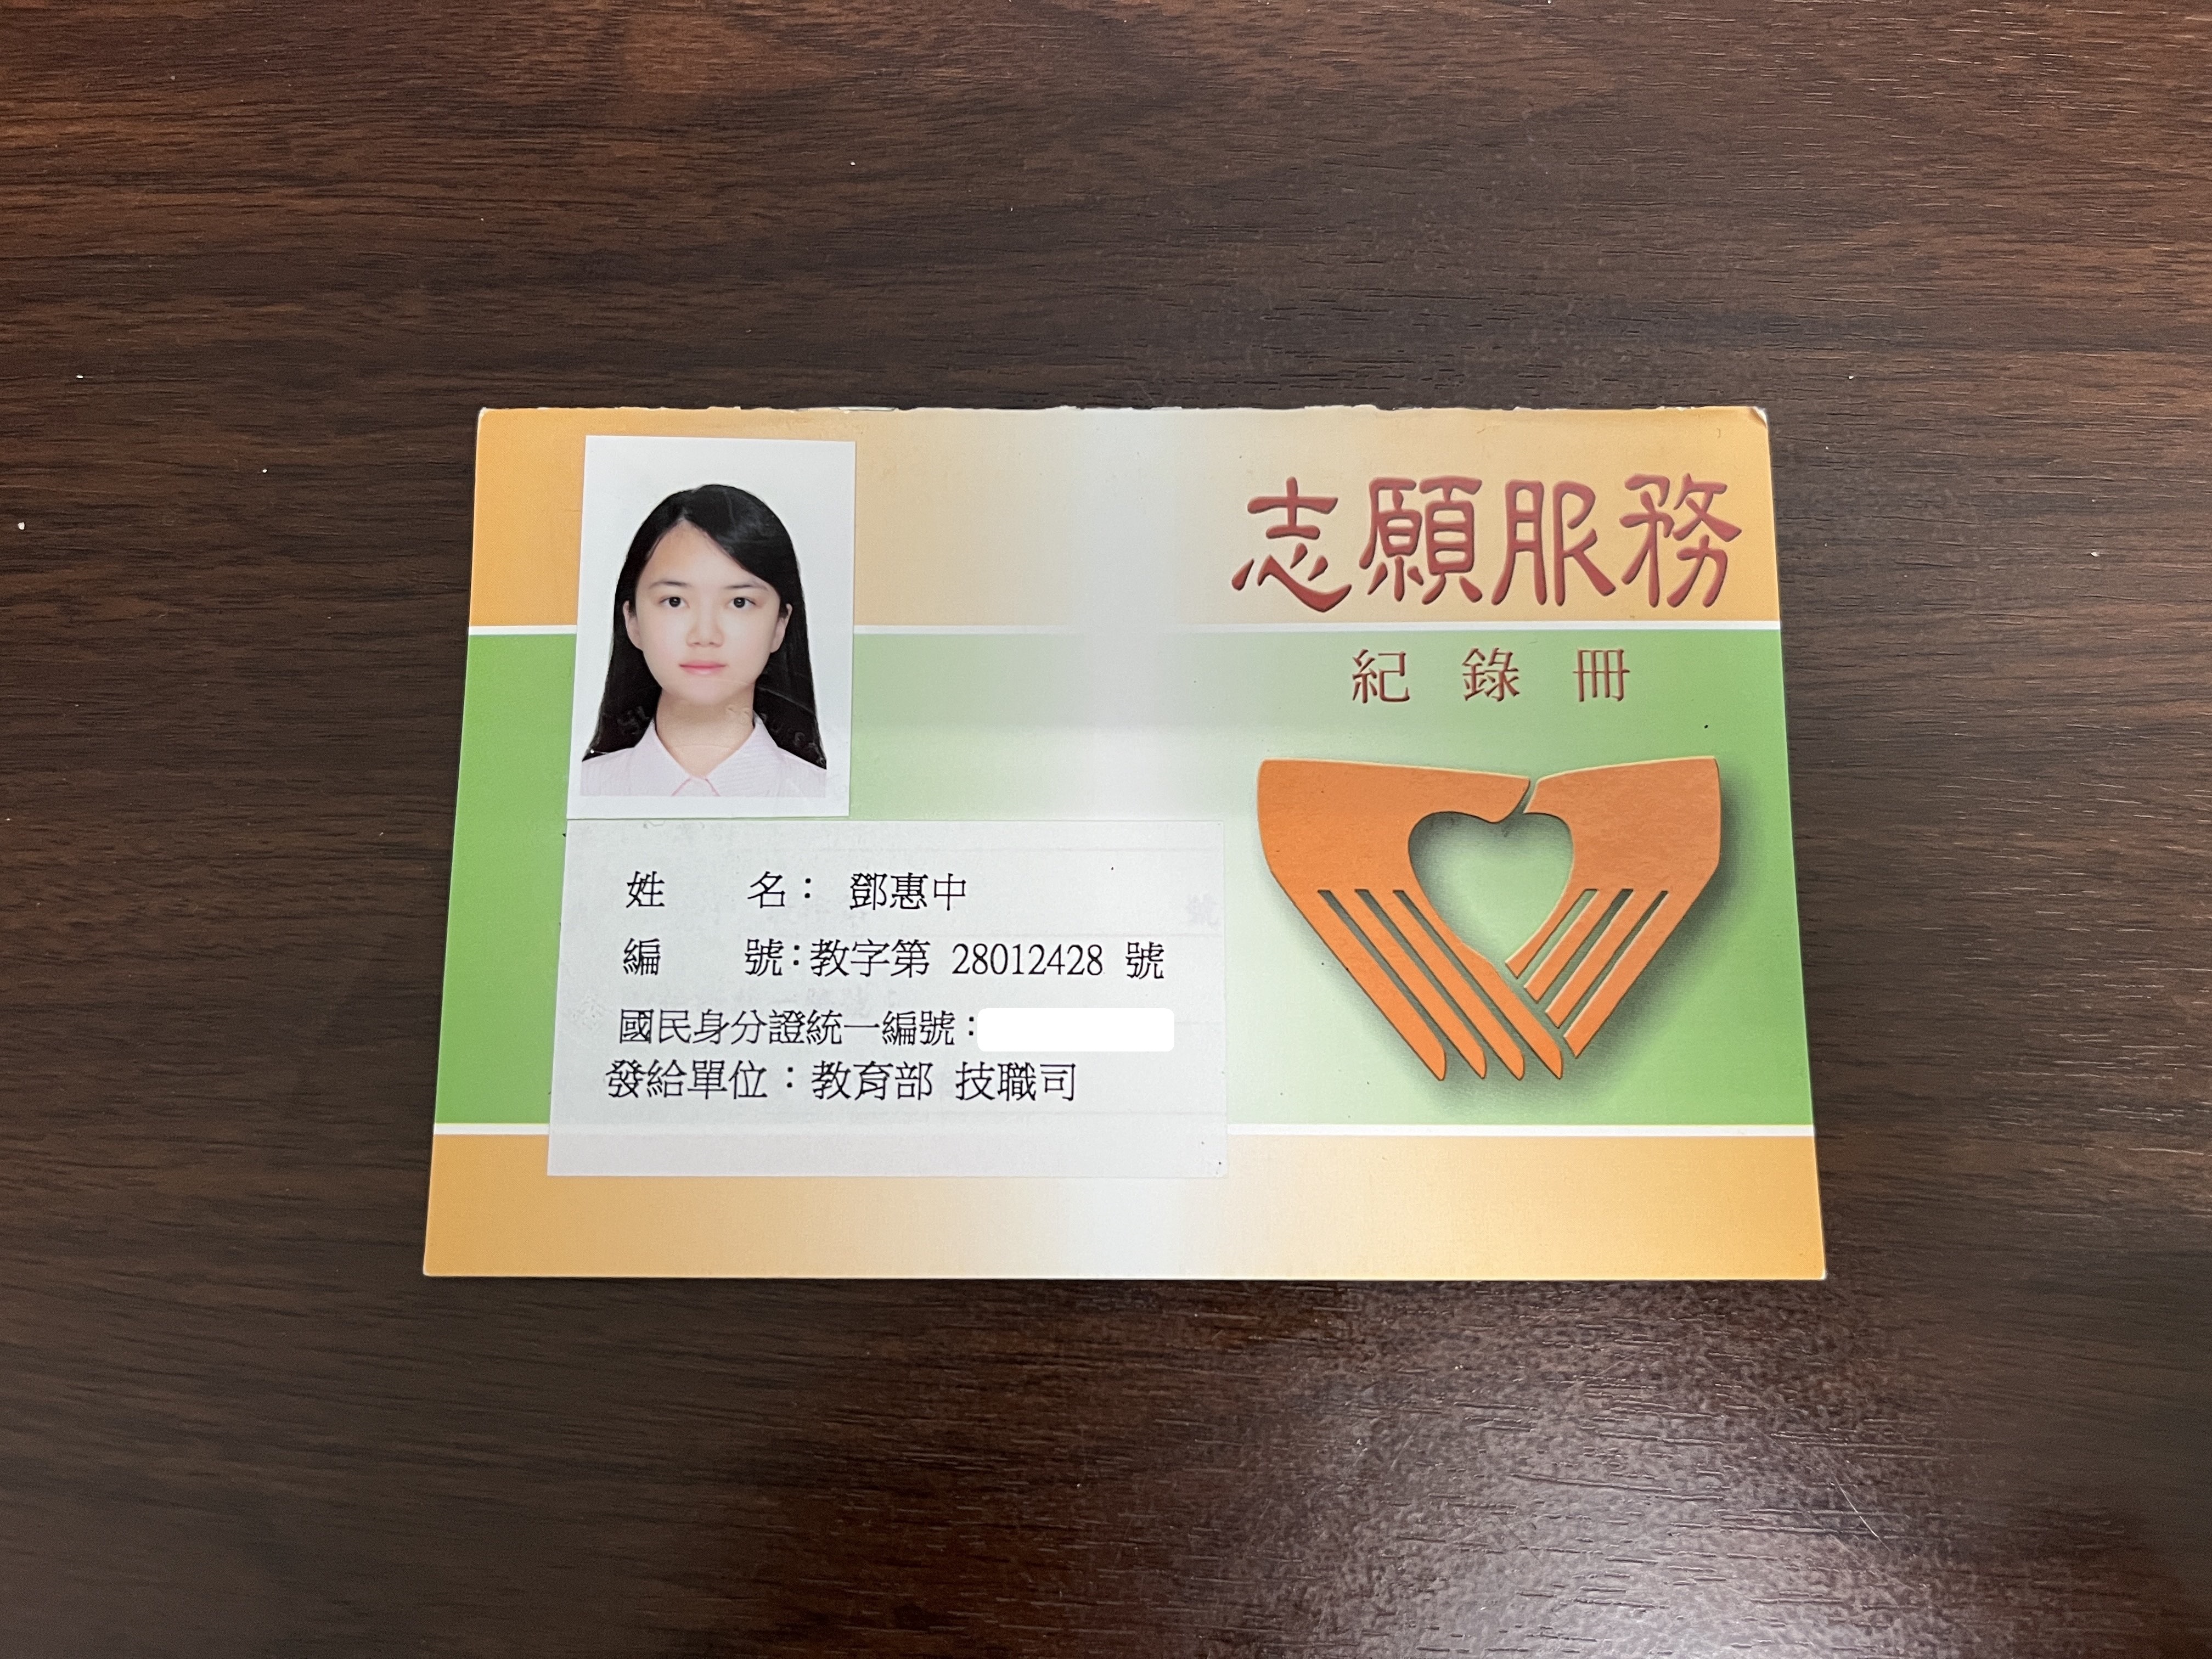 志願服務
紀錄冊
姓名：鄧惠中
編號:教字第 28012428 號
國民身分證統一編號：
發給單位：教育部 技職司